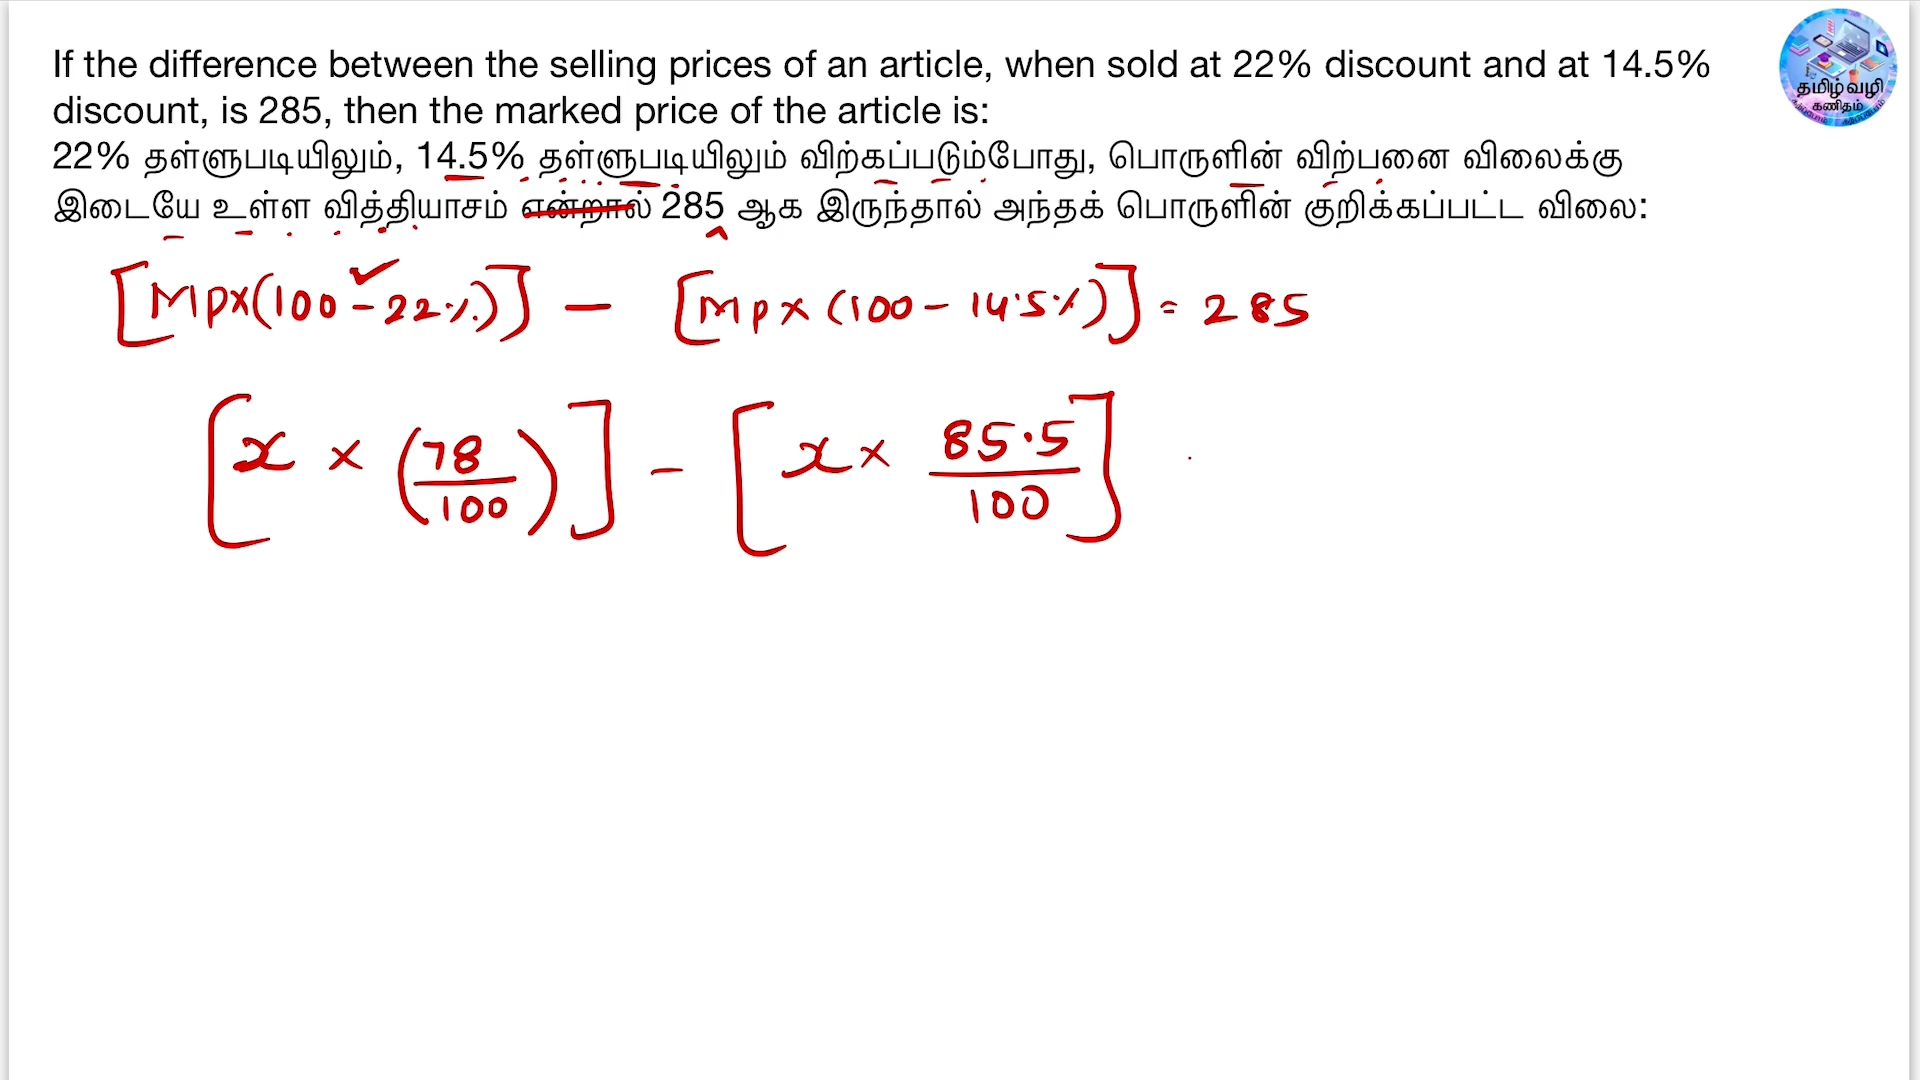 If the difference between the selling prices of an article, when sold at 22% discount and at 14.5%
discount, is 285, then the marked price of the article is:
22% தள்ளுபடியிலும், 14.5% தள்ளுபடியிலும் விற்கப்படும்போது, பொருளின் விற்பனை விலைக்கு
இடையே உள்ள வித்தியாசம் என்றால் 285 ஆக இருந்தால் அந்தக் பொருளின் குறிக்கப்பட்ட விலை:
தமிழ் வழி
கணிதம்
[Mp×(100-22%)] - [Mp×(100-14.5%)] = 285
[x × (78/100)] - [x × 85.5/100]